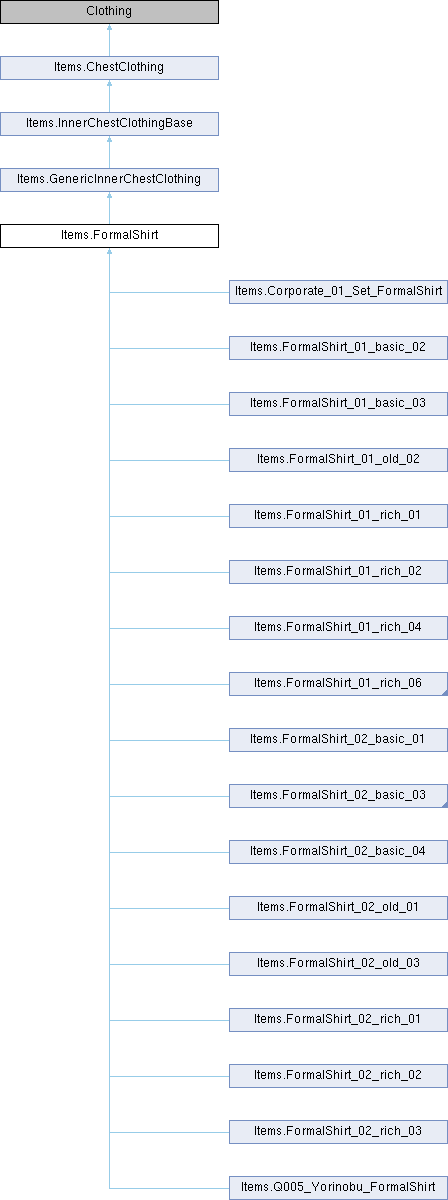 Clothing
Items.ChestClothing
Items.InnerChestClothingBase
Items.GenericInnerChestClothing
Items.FormalShirt
Items.Corporate_01_Set_FormalShirt
Items.FormalShirt_01_basic_02
Items.FormalShirt_01_basic_03
Items.FormalShirt_01_old_02
Items.FormalShirt_01_rich_01
Items.FormalShirt_01_rich_02
Items.FormalShirt_01_rich_04
Items.FormalShirt_01_rich_06
Items.FormalShirt_02_basic_01
Items.FormalShirt_02_basic_03
Items.FormalShirt_02_basic_04
Items.FormalShirt_02_old_01
Items.FormalShirt_02_old_03
Items.FormalShirt_02_rich_01
Items.FormalShirt_02_rich_02
Items.FormalShirt_02_rich_03
Items.Q005_Yorinobu_FormalShirt